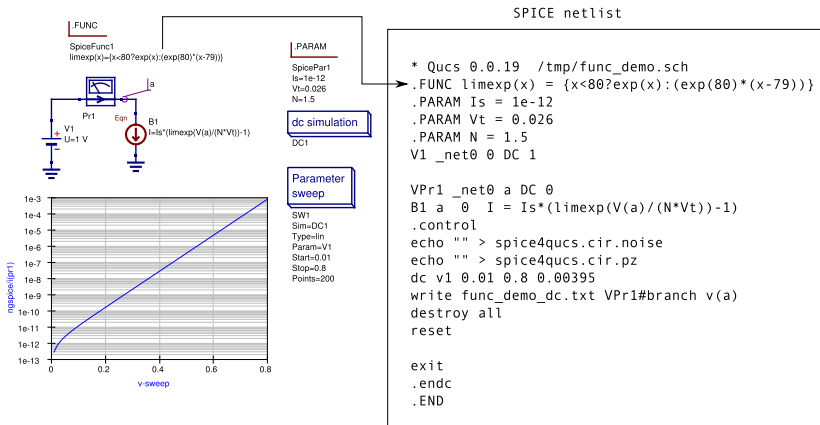 SPICE netlist
.FUNC
SpiceFunc1
limexp(x)={x<80?exp(x):(exp(80)*(x-79))}
.PARAM
SpicePar1
Is=1e-12
Vt=0.026
N=1.5
a
Pr1
Eqn
B1
I=Is*(limexp(V(a)/(N*Vt))-1)
V1
U=1 V
+
dc simulation
DC1
Parameter
sweep
SW1
Sim=DC1
Type=lin
Param=V1
Start=0.01
Stop=0.8
Points=200
1e-3
1e-4
1e-5
1e-6
1e-7
1e-8
1e-9
1e-10
1e-11
1e-12
1e-13
ngspice/i(pr1)
0
0.2
0.4
0.6
0.8
v-sweep
* Qucs 0.0.19  /tmp/func_demo.sch
.FUNC limexp(x) = {x<80?exp(x):(exp(80)*(x-79))}
.PARAM Is = 1e-12
.PARAM Vt = 0.026
.PARAM N = 1.5
V1 _net0 0 DC 1
VPr1 _net0 a DC 0
B1 a  0  I = Is*(limexp(V(a)/(N*Vt))-1)
.control
echo "" > spice4qucs.cir.noise
echo "" > spice4qucs.cir.pz
dc v1 0.01 0.8 0.00395
write func_demo_dc.txt VPr1#branch v(a)
destroy all
reset
exit
.endc
.END